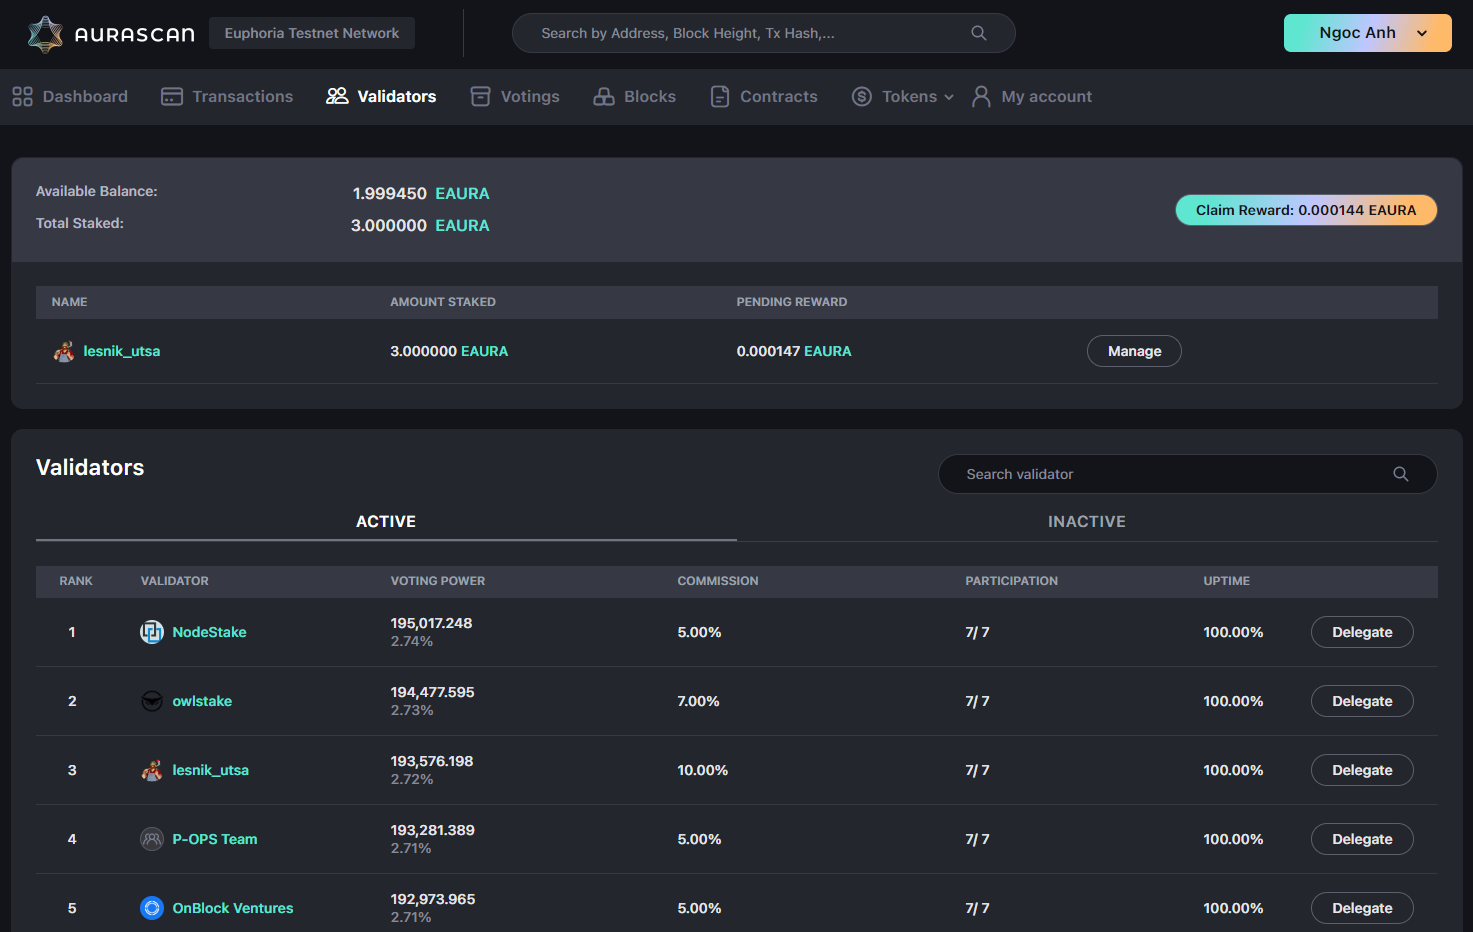 AURASCAN Euphoria Testnet Network Search by Address, Block Height, Tx Hash,... Ngoc Anh
Dashboard Transactions Validators Votings Blocks Contracts Tokens My account
Available Balance: 1.999450 EAURA
Total Staked: 3.000000 EAURA
Claim Reward: 0.000144 EAURA
NAME AMOUNT STAKED PENDING REWARD
lesnik_utsa 3.000000 EAURA 0.000147 EAURA Manage
Validators
Search validator
ACTIVE INACTIVE
RANK VALIDATOR VOTING POWER COMMISSION PARTICIPATION UPTIME
1 NodeStake 195,017.248 5.00% 7/ 7 100.00% Delegate
2.74%
2 owlstake 194,477.595 7.00% 7/ 7 100.00% Delegate
2.73%
3 lesnik_utsa 193,576.198 10.00% 7/ 7 100.00% Delegate
2.72%
4 P-OPS Team 193,281.389 5.00% 7/ 7 100.00% Delegate
2.71%
5 OnBlock Ventures 192,973.965 5.00% 7/ 7 100.00% Delegate
2.71%